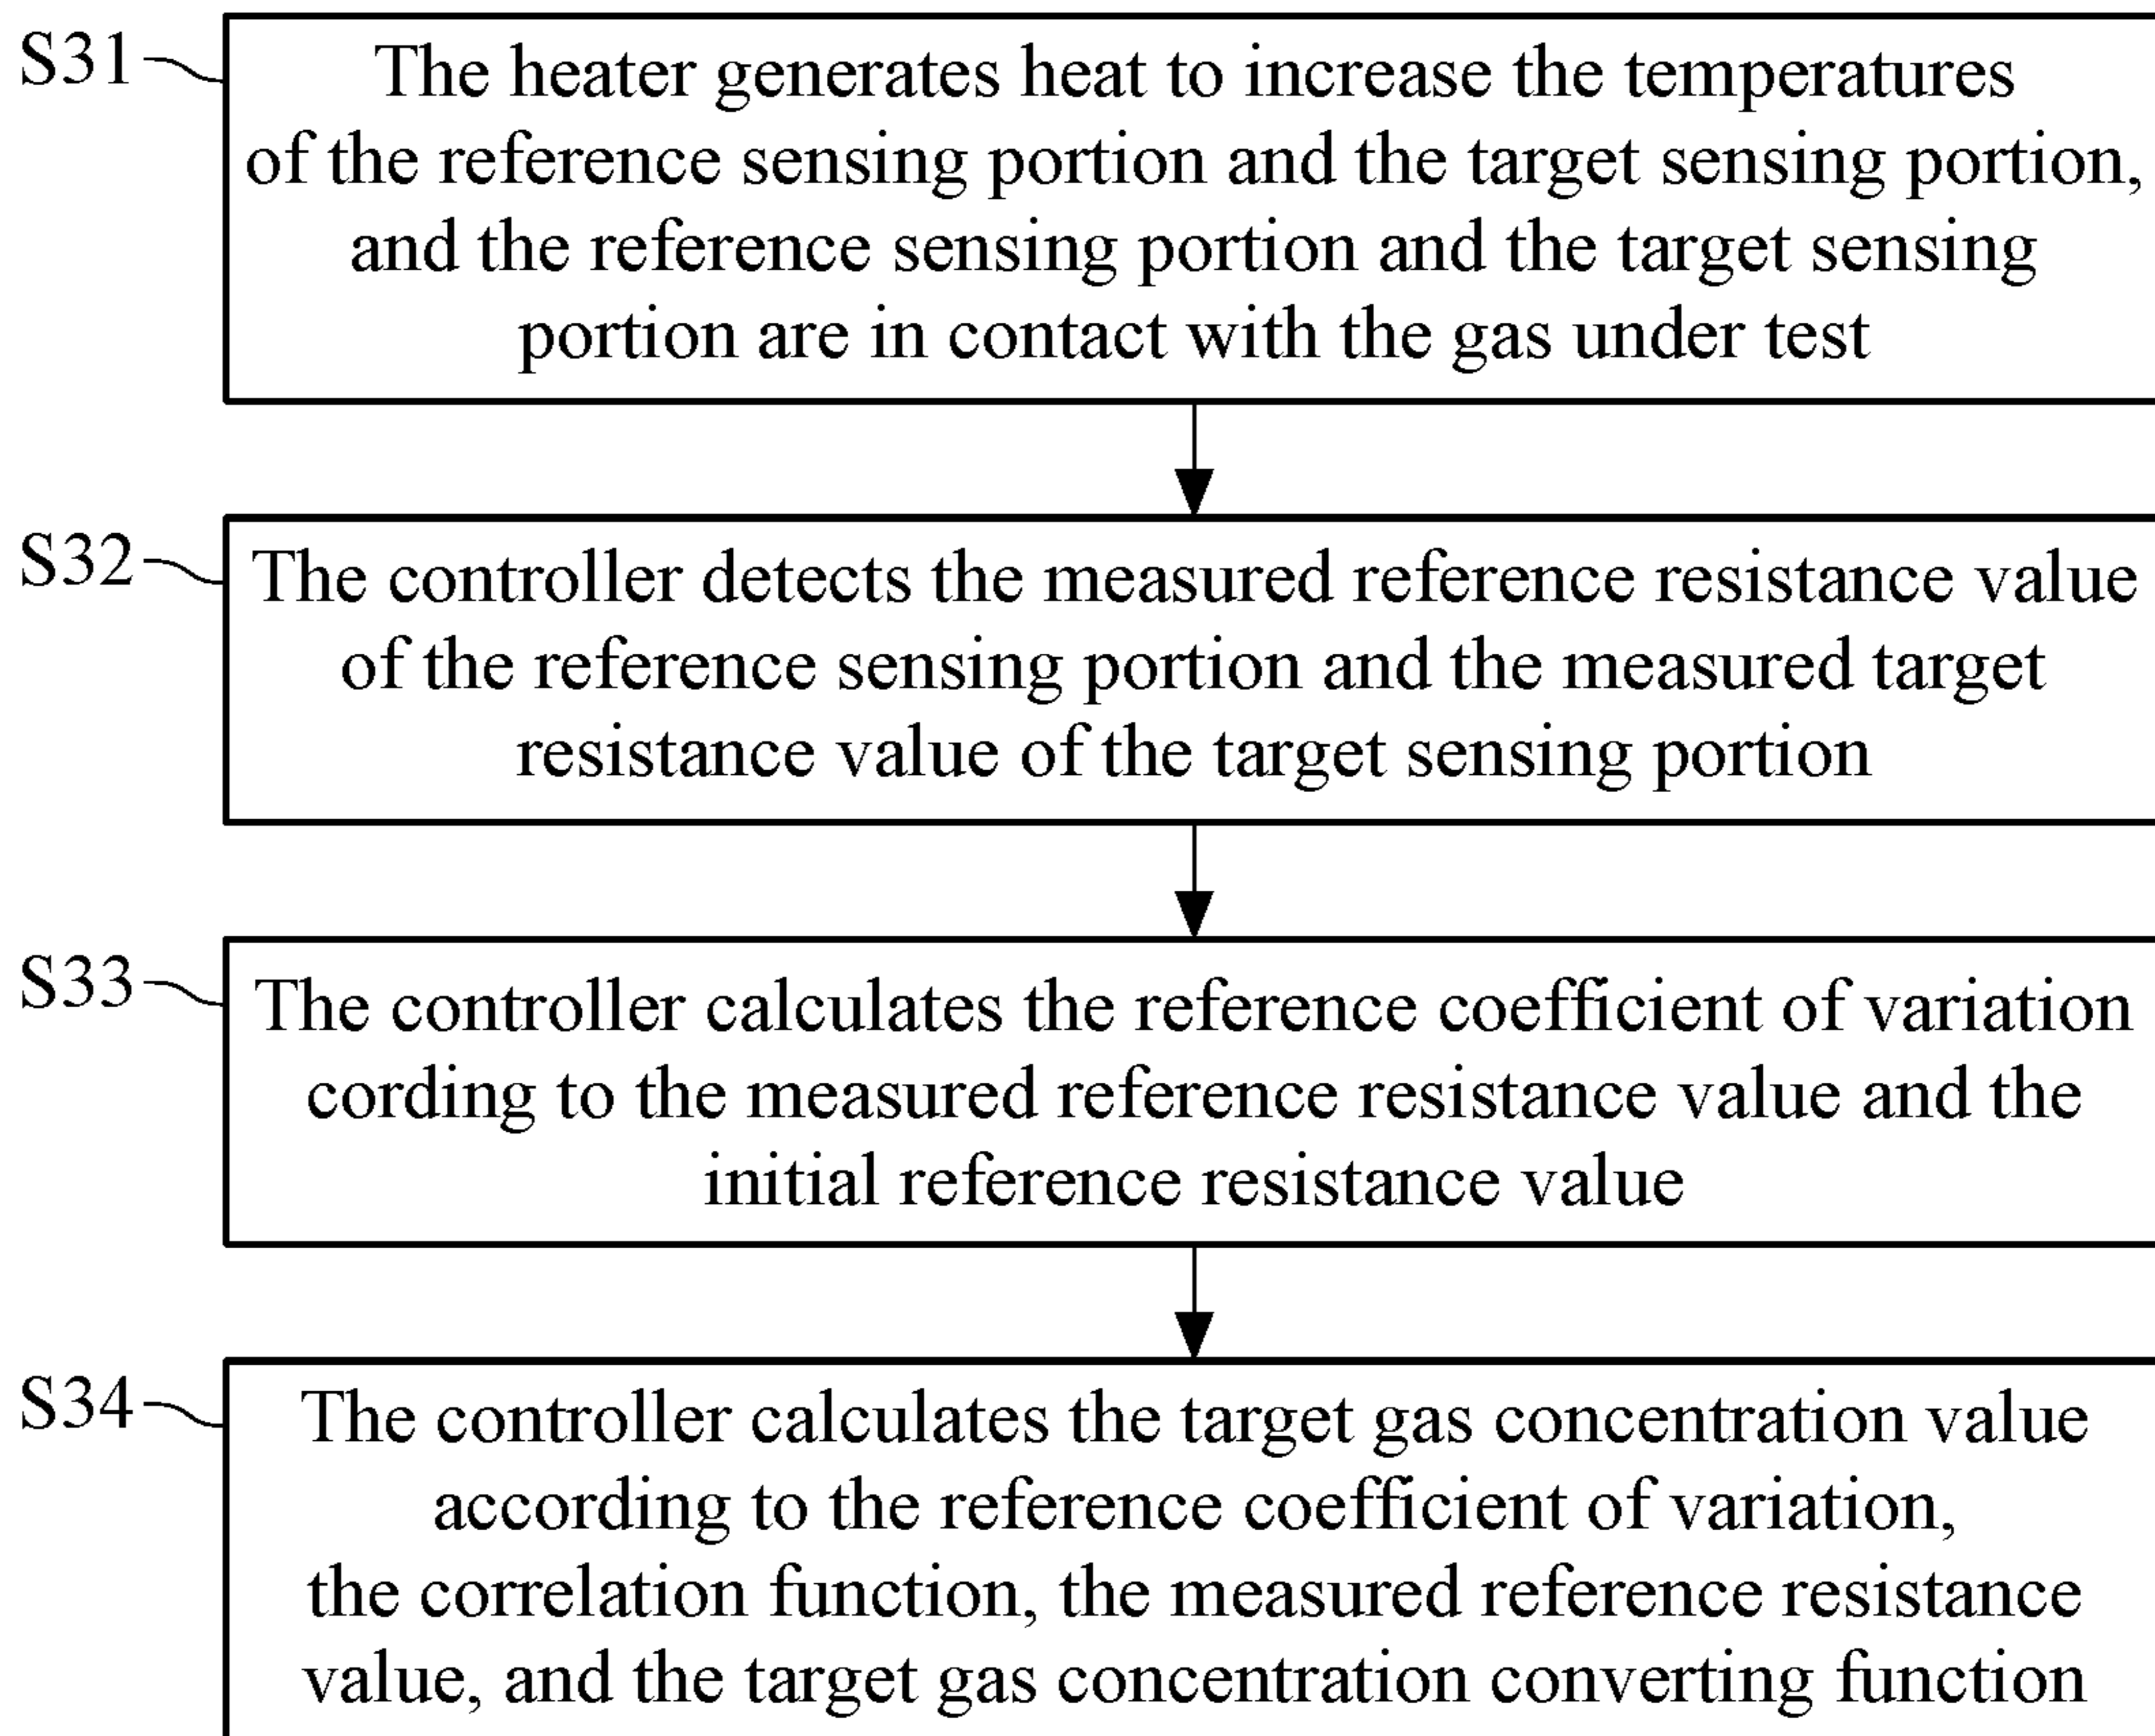 S31
The heater generates heat to increase the temperatures
of the reference sensing portion and the target sensing portion,
and the reference sensing portion and the target sensing
portion are in contact with the gas under test
S32
The controller detects the measured reference resistance value
of the reference sensing portion and the measured target
resistance value of the target sensing portion
S33
The controller calculates the reference coefficient of variation
cording to the measured reference resistance value and the
initial reference resistance value
S34
The controller calculates the target gas concentration value
according to the reference coefficient of variation,
the correlation function, the measured reference resistance
value, and the target gas concentration converting function